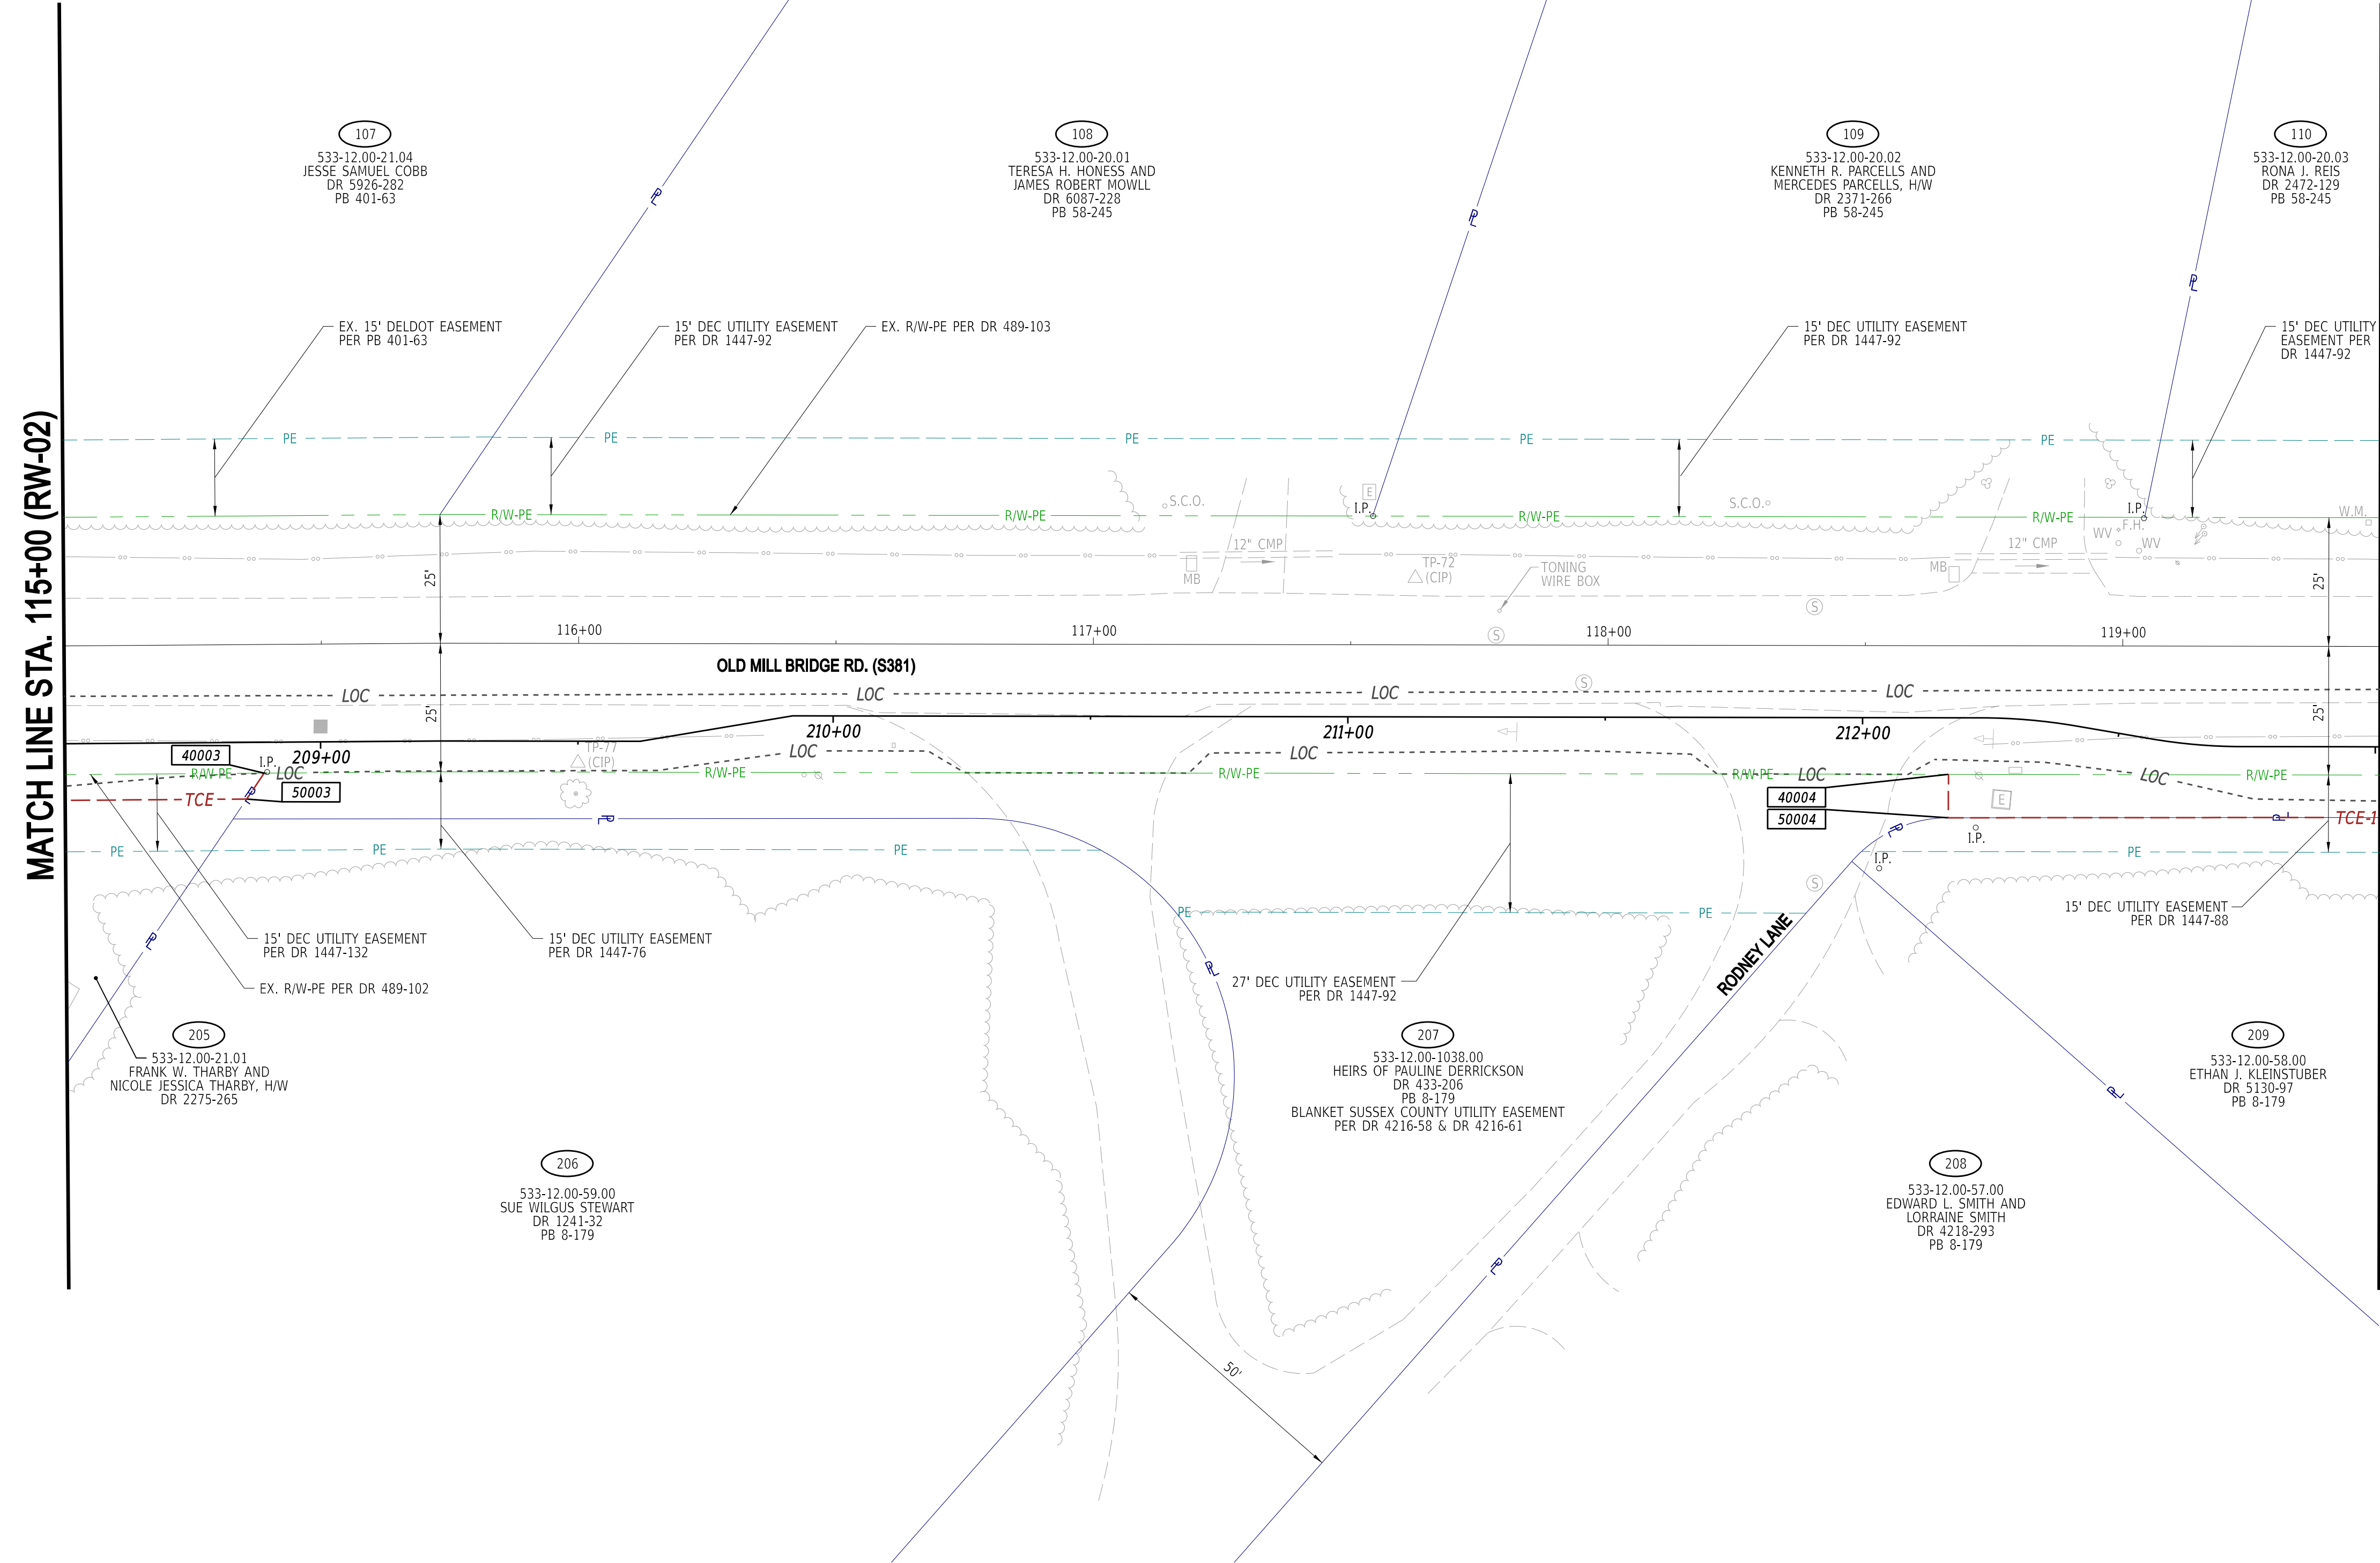 MATCH LINE STA. 115+00 (RW-02)
107
533-12.00-21.04
JESSE SAMUEL COBB
DR 5926-282
PB 401-63
108
533-12.00-20.01
TERESA H. HONESS AND
JAMES ROBERT MOWLL
DR 6087-228
PB 58-245
109
533-12.00-20.02
KENNETH R. PARCELLS AND
MERCEDES PARCELLS, H/W
DR 2371-266
PB 58-245
110
533-12.00-20.03
RONA J. REIS
DR 2472-129
PB 58-245
PL
PL
PL
EX. 15' DELDOT EASEMENT
PER PB 401-63
15' DEC UTILITY EASEMENT
PER DR 1447-92
EX. R/W-PE PER DR 489-103
15' DEC UTILITY EASEMENT
PER DR 1447-92
15' DEC UTILITY
EASEMENT PER
DR 1447-92
PE
PE
PE
PE
PE
R/W-PE
R/W-PE
R/W-PE
R/W-PE
S.C.O.
E
I.P.
S.C.O.
I.P.
F.H.
WV
WV
W.M.
12" CMP
MB
TP-72
(CIP)
TONING
WIRE BOX
MB
12" CMP
S
S
25'
25'
116+00
117+00
118+00
119+00
OLD MILL BRIDGE RD. (S381)
LOC
LOC
LOC
LOC
S
25'
25'
209+00
210+00
211+00
212+00
40003
I.P.
TP-77
(CIP)
LOC
LOC
LOC
LOC
LOC
R/W-PE
R/W-PE
R/W-PE
R/W-PE
R/W-PE
50003
TCE
PL
PL
40004
50004
E
I.P.
I.P.
PL
PL
TCE-1
PE
PE
PE
PE
PE
PE
S
15' DEC UTILITY EASEMENT
PER DR 1447-132
15' DEC UTILITY EASEMENT
PER DR 1447-76
EX. R/W-PE PER DR 489-102
27' DEC UTILITY EASEMENT
PER DR 1447-92
15' DEC UTILITY EASEMENT
PER DR 1447-88
RODNEY LANE
PL
PL
PL
PL
205
533-12.00-21.01
FRANK W. THARBY AND
NICOLE JESSICA THARBY, H/W
DR 2275-265
206
533-12.00-59.00
SUE WILGUS STEWART
DR 1241-32
PB 8-179
207
533-12.00-1038.00
HEIRS OF PAULINE DERRICKSON
DR 433-206
PB 8-179
BLANKET SUSSEX COUNTY UTILITY EASEMENT
PER DR 4216-58 & DR 4216-61
208
533-12.00-57.00
EDWARD L. SMITH AND
LORRAINE SMITH
DR 4218-293
PB 8-179
209
533-12.00-58.00
ETHAN J. KLEINSTUBER
DR 5130-97
PB 8-179
50'